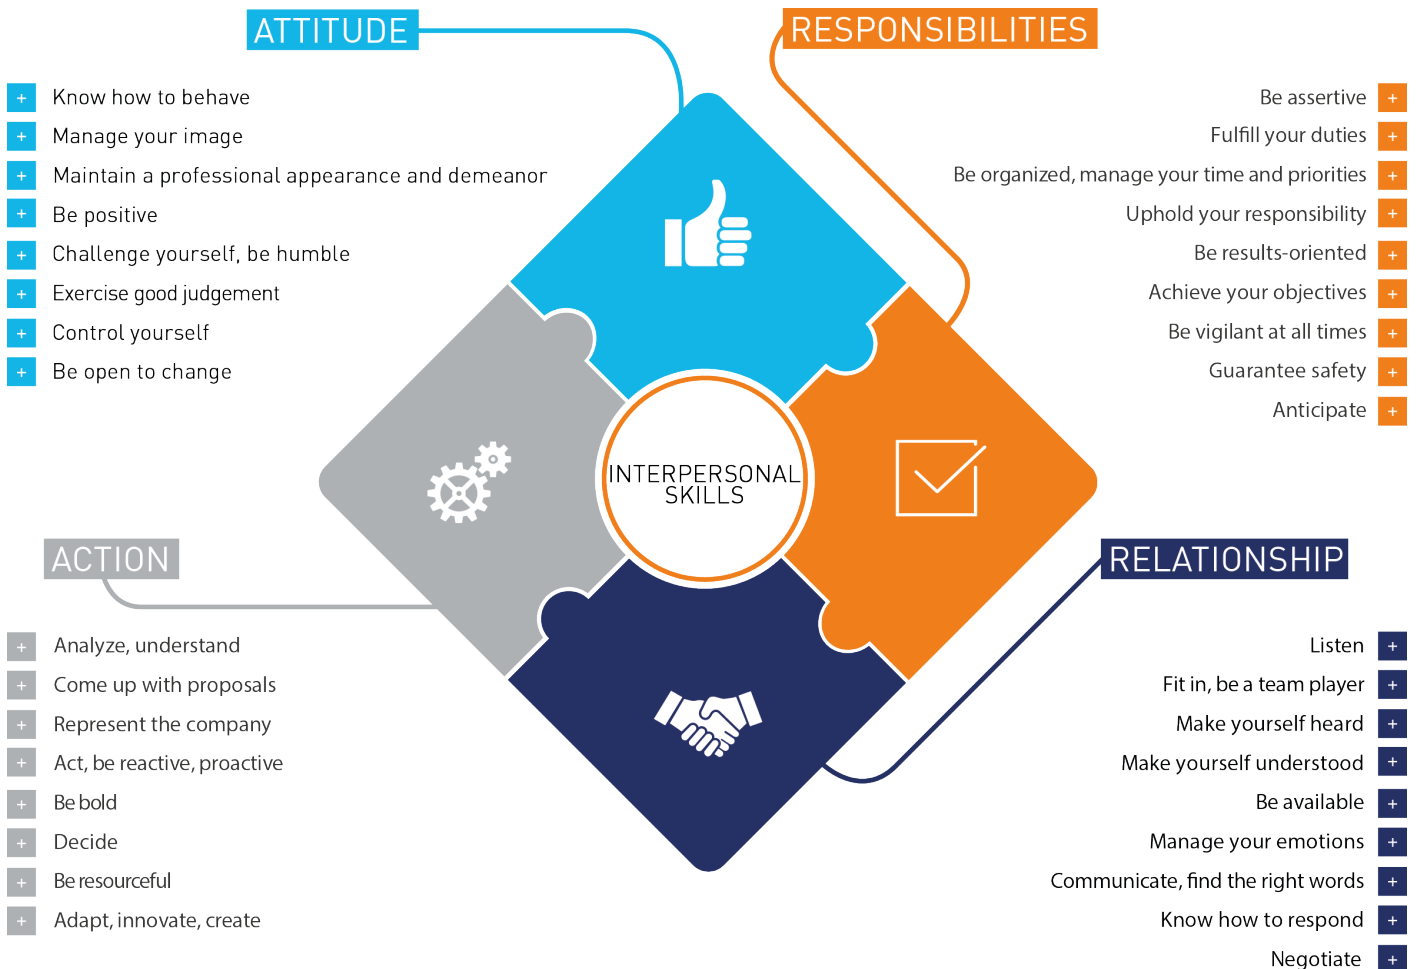 ATTITUDE
Know how to behave
Manage your image
Maintain a professional appearance and demeanor
Be positive
Challenge yourself, be humble
Exercise good judgement
Control yourself
Be open to change
RESPONSIBILITIES
Be assertive
Fulfill your duties
Be organized, manage your time and priorities
Uphold your responsibility
Be results-oriented
Achieve your objectives
Be vigilant at all times
Guarantee safety
Anticipate
INTERPERSONAL
SKILLS
ACTION
Analyze, understand
Come up with proposals
Represent the company
Act, be reactive, proactive
Be bold
Decide
Be resourceful
Adapt, innovate, create
RELATIONSHIP
Listen
Fit in, be a team player
Make yourself heard
Make yourself understood
Be available
Manage your emotions
Communicate, find the right words
Know how to respond
Negotiate